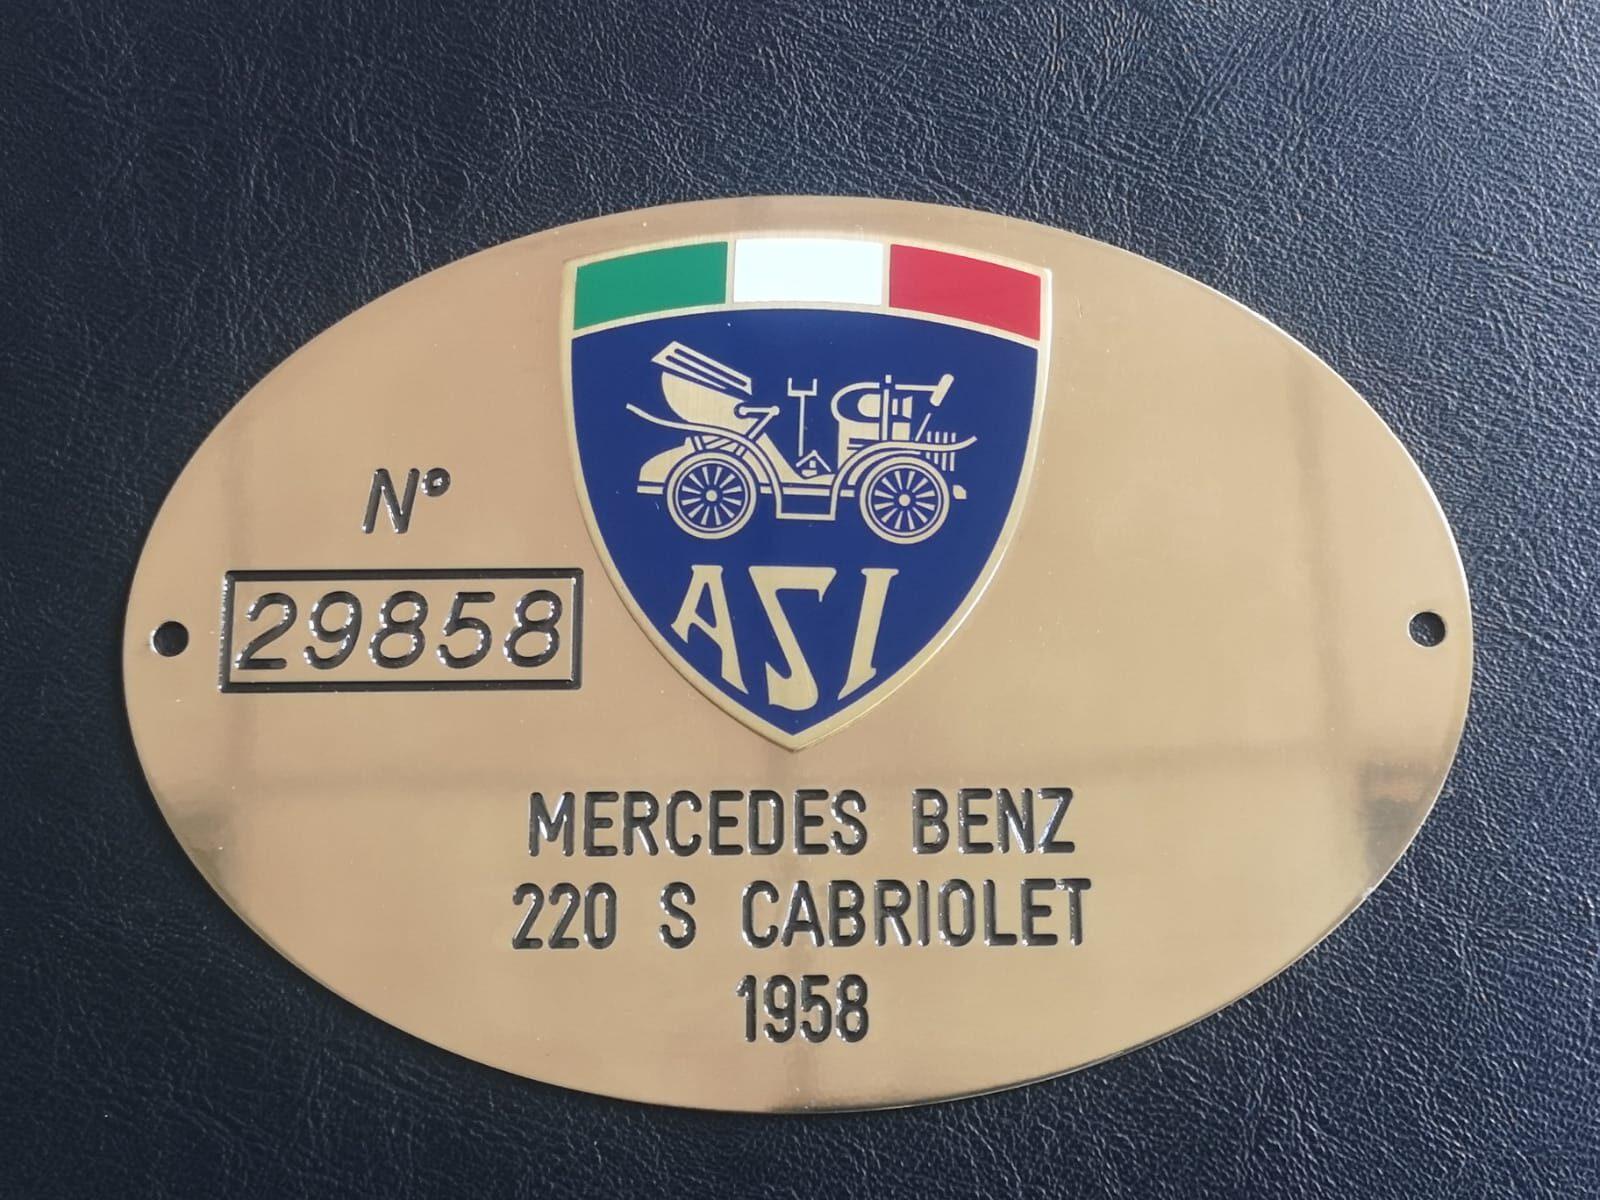 ASI
N°
29858
MERCEDES BENZ
220 S CABRIOLET
1958